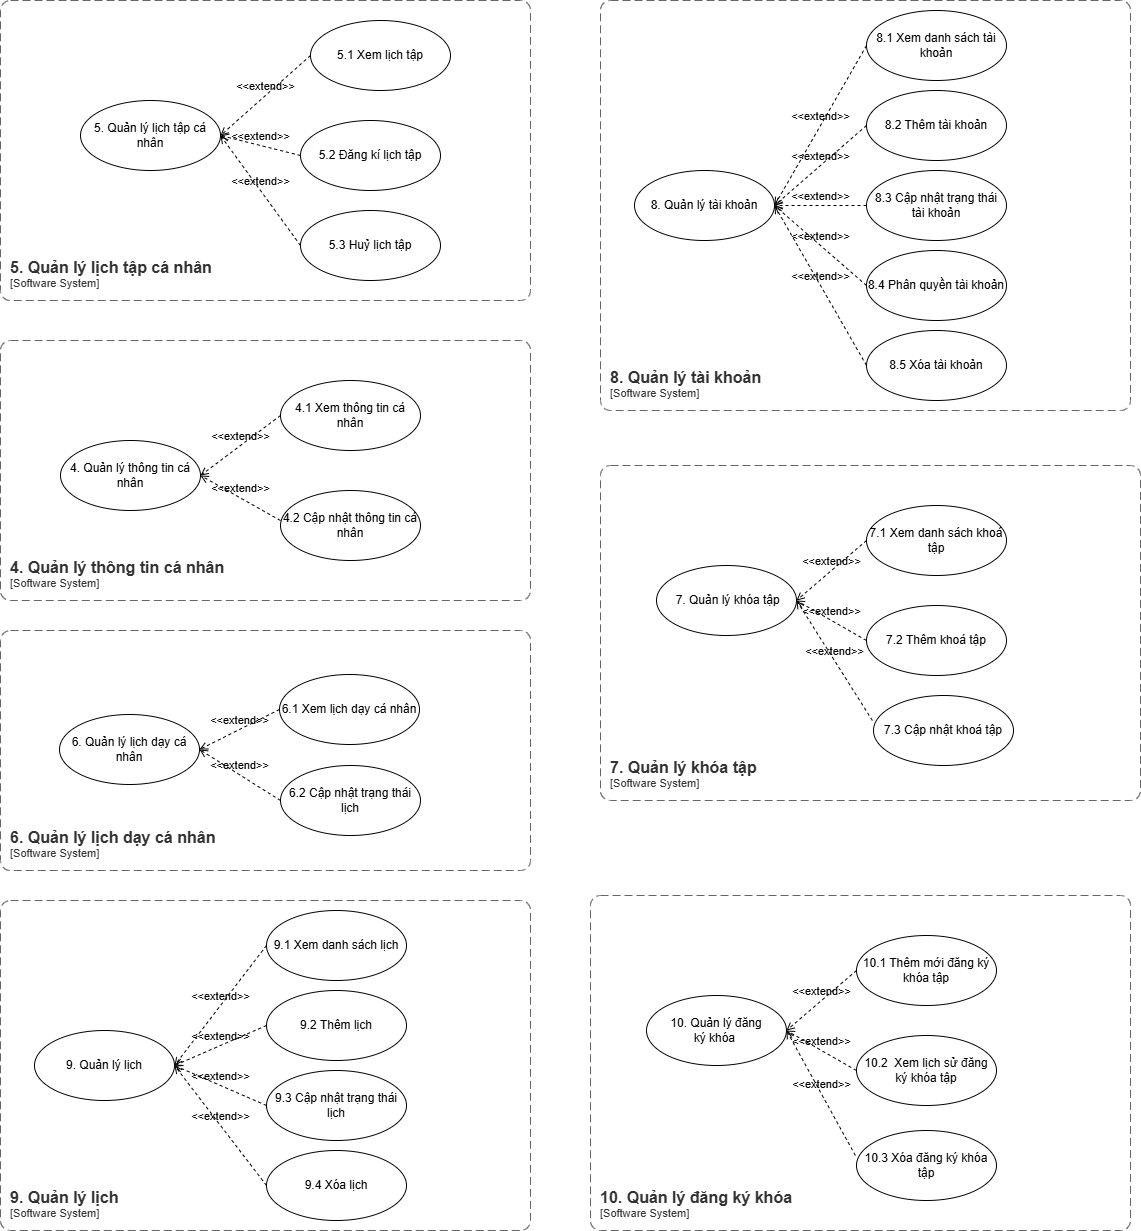 5.1 Xem lịch tập
<<extend>>
5. Quản lý lịch tập cá
nhân
<<extend>>
5.2 Đăng kí lịch tập
<<extend>>
5.3 Huỷ lịch tập
5. Quản lý lịch tập cá nhân
[Software System]
4.1 Xem thông tin cá
nhân
<<extend>>
4. Quản lý thông tin cá
nhân
<<extend>>
4.2 Cập nhật thông tin cá
nhân
4. Quản lý thông tin cá nhân
[Software System]
6.1 Xem lịch dạy cá nhân
<<extend>>
6. Quản lý lịch dạy cá
nhân
<<extend>>
6.2 Cập nhật trạng thái
lịch
6. Quản lý lịch dạy cá nhân
[Software System]
9.1 Xem danh sách lịch
<<extend>>
9.2 Thêm lịch
<<extend>>
9. Quản lý lịch
<<extend>>
9.3 Cập nhật trạng thái
lịch
<<extend>>
9.4 Xóa lịch
9. Quản lý lịch
[Software System]
8.1 Xem danh sách tài
khoản
<<extend>>
8.2 Thêm tài khoản
<<extend>>
8. Quản lý tài khoản
<<extend>>
8.3 Cập nhật trạng thái
tài khoản
<<extend>>
8.4 Phân quyền tài khoản
<<extend>>
8.5 Xóa tài khoản
8. Quản lý tài khoản
[Software System]
7.1 Xem danh sách khoá
tập
<<extend>>
7. Quản lý khóa tập
<<extend>>
7.2 Thêm khoá tập
<<extend>>
7.3 Cập nhật khoá tập
7. Quản lý khóa tập
[Software System]
10.1 Thêm mới đăng ký
khóa tập
<<extend>>
10. Quản lý đăng
ký khóa
<<extend>>
10.2  Xem lịch sử đăng
ký khóa tập
<<extend>>
10.3 Xóa đăng ký khóa
tập
10. Quản lý đăng ký khóa
[Software System]